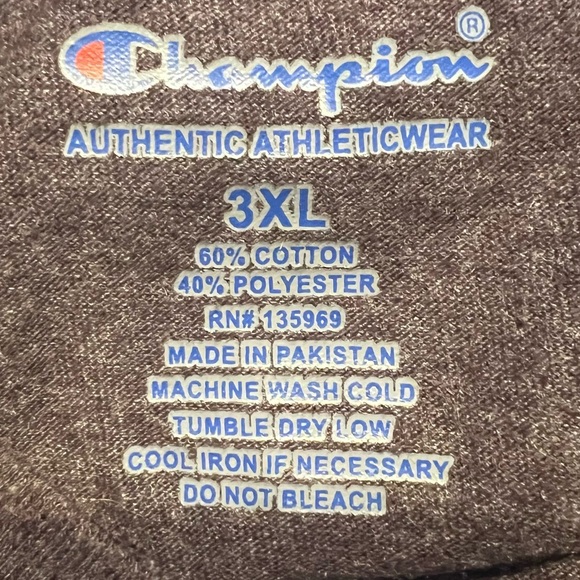 Champion®
AUTHENTIC ATHLETICWEAR
3XL
60% COTTON
40% POLYESTER
RN# 135969
MADE IN PAKISTAN
MACHINE WASH COLD
TUMBLE DRY LOW
COOL IRON IF NECESSARY
DO NOT BLEACH